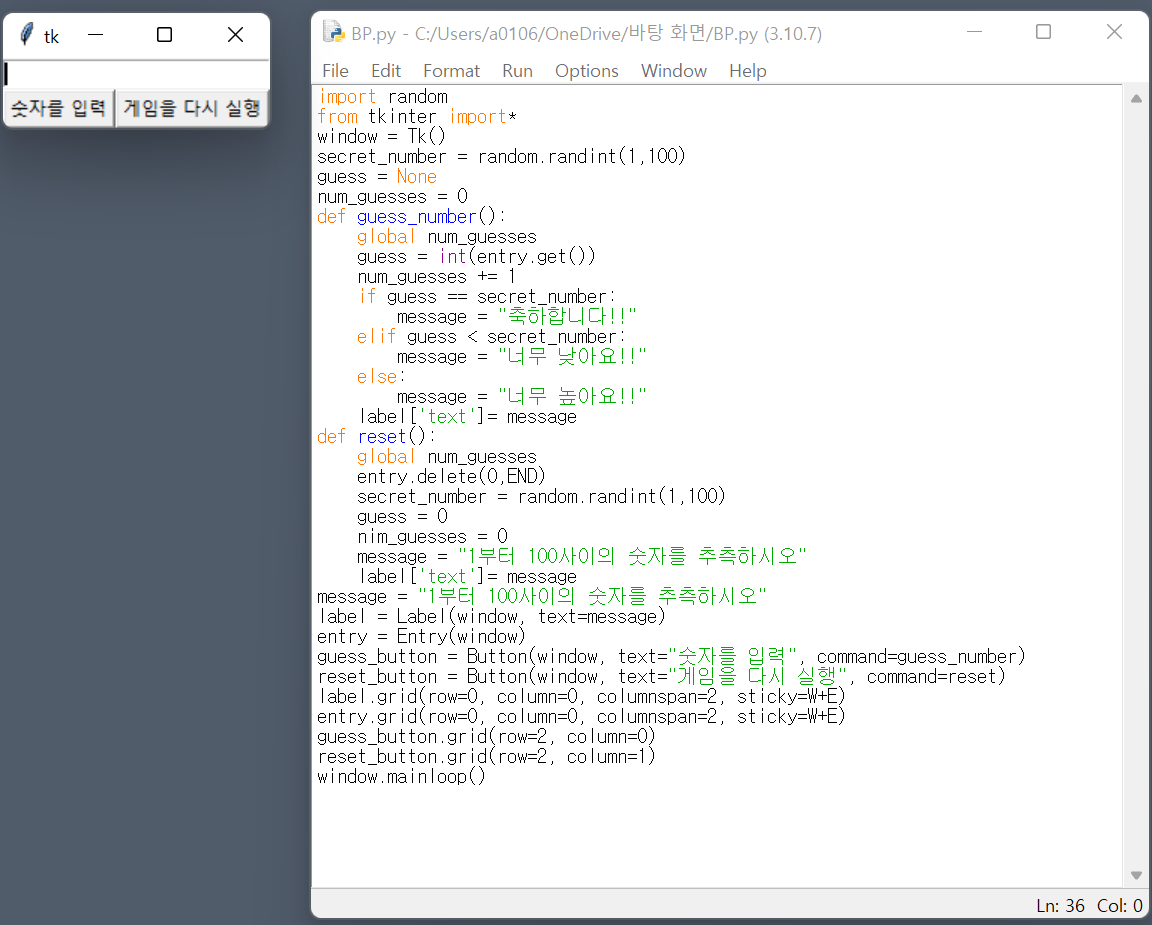 tk
숫자를 입력 게임을 다시 실행
BP.py - C:/Users/a0106/OneDrive/바탕 화면/BP.py (3.10.7)
File Edit Format Run Options Window Help
import random
from tkinter import*
window = Tk()
secret_number = random.randint(1,100)
guess = None
num_guesses = 0
def guess_number():
    global num_guesses
    guess = int(entry.get())
    num_guesses += 1
    if guess == secret_number:
        message = "축하합니다!!"
    elif guess < secret_number:
        message = "너무 낮아요!!"
    else:
        message = "너무 높아요!!"
    label['text']= message
def reset():
    global num_guesses
    entry.delete(0,END)
    secret_number = random.randint(1,100)
    guess = 0
    nim_guesses = 0
    message = "1부터 100사이의 숫자를 추측하시오"
    label['text']= message
message = "1부터 100사이의 숫자를 추측하시오"
label = Label(window, text=message)
entry = Entry(window)
guess_button = Button(window, text="숫자를 입력", command=guess_number)
reset_button = Button(window, text="게임을 다시 실행", command=reset)
label.grid(row=0, column=0, columnspan=2, sticky=W+E)
entry.grid(row=0, column=0, columnspan=2, sticky=W+E)
guess_button.grid(row=2, column=0)
reset_button.grid(row=2, column=1)
window.mainloop()
Ln: 36 Col: 0